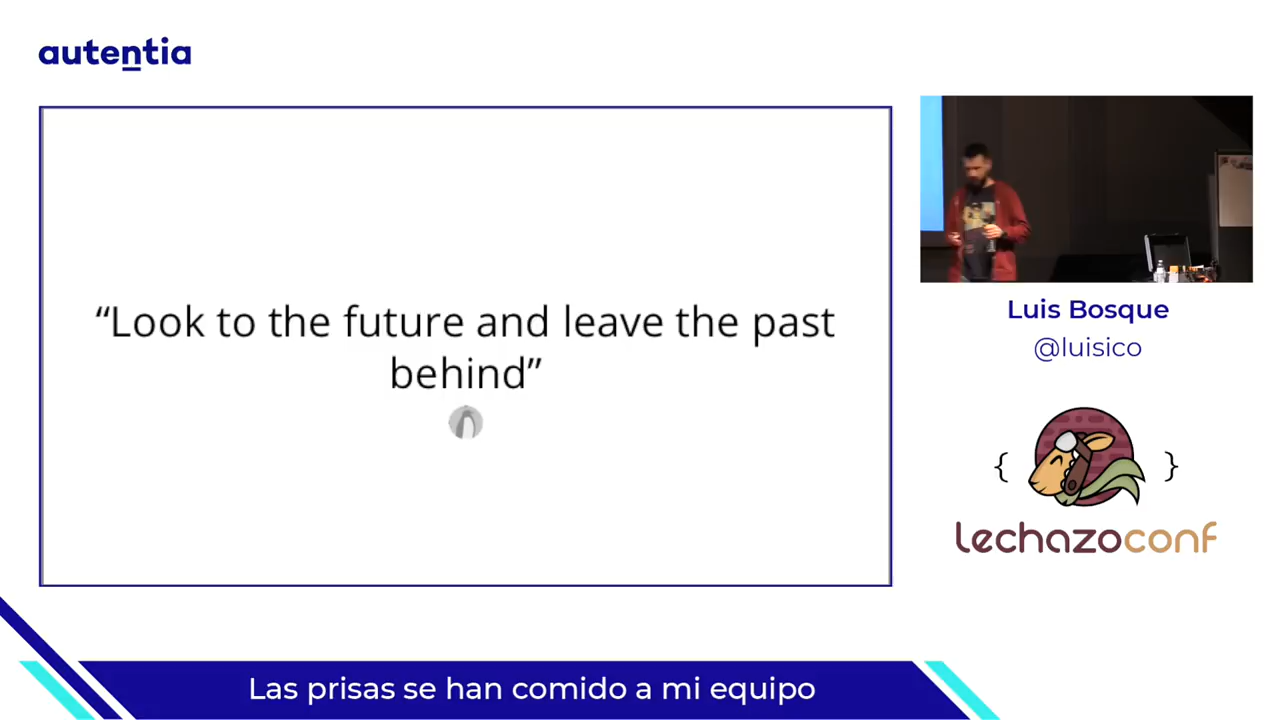 autentia
“Look to the future and leave the past
behind”
Luis Bosque
@luisico
{ }
Lechazoconf
Las prisas se han comido a mi equipo